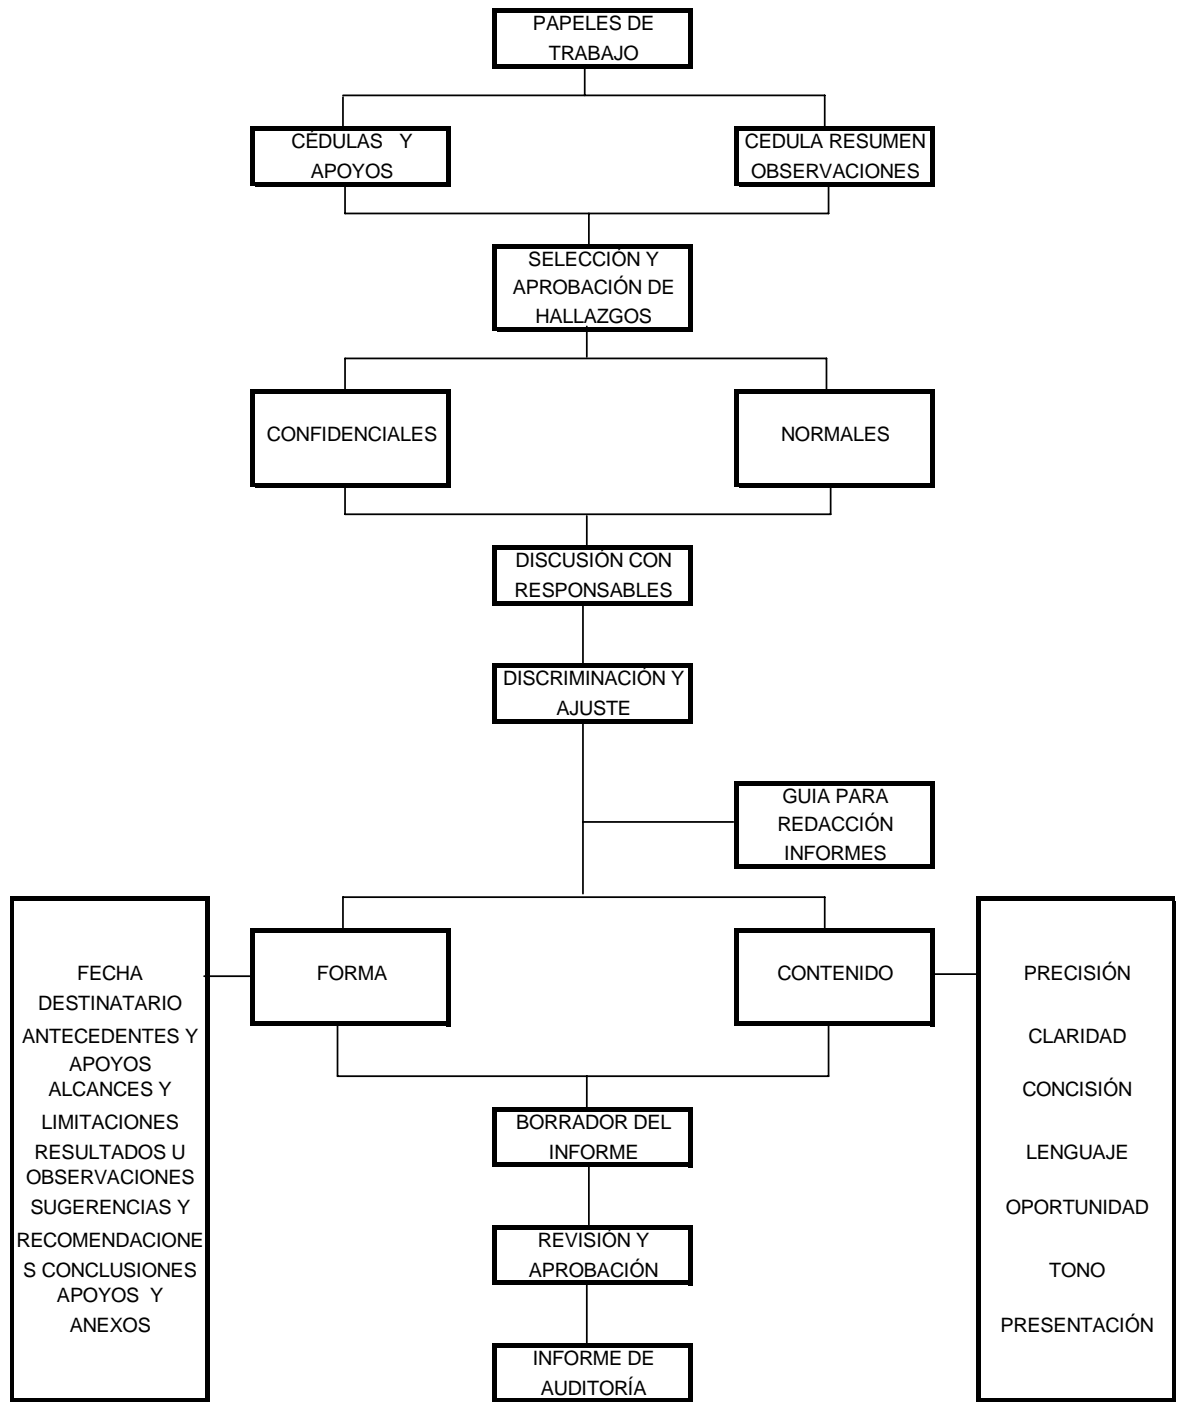 PAPELES DE
TRABAJO
CÉDULAS Y
APOYOS
CEDULA RESUMEN
OBSERVACIONES
SELECCIÓN Y
APROBACIÓN DE
HALLAZGOS
CONFIDENCIALES
NORMALES
DISCUSIÓN CON
RESPONSABLES
DISCRIMINACIÓN Y
AJUSTE
GUIA PARA
REDACCIÓN
INFORMES
FECHA
DESTINATARIO
ANTECEDENTES Y
APOYOS
ALCANCES Y
LIMITACIONES
RESULTADOS U
OBSERVACIONES
SUGERENCIAS Y
RECOMENDACIONE
S CONCLUSIONES
APOYOS Y
ANEXOS
FORMA
CONTENIDO
PRECISIÓN
CLARIDAD
CONCISIÓN
LENGUAJE
OPORTUNIDAD
TONO
PRESENTACIÓN
BORRADOR DEL
INFORME
REVISIÓN Y
APROBACIÓN
INFORME DE
AUDITORÍA